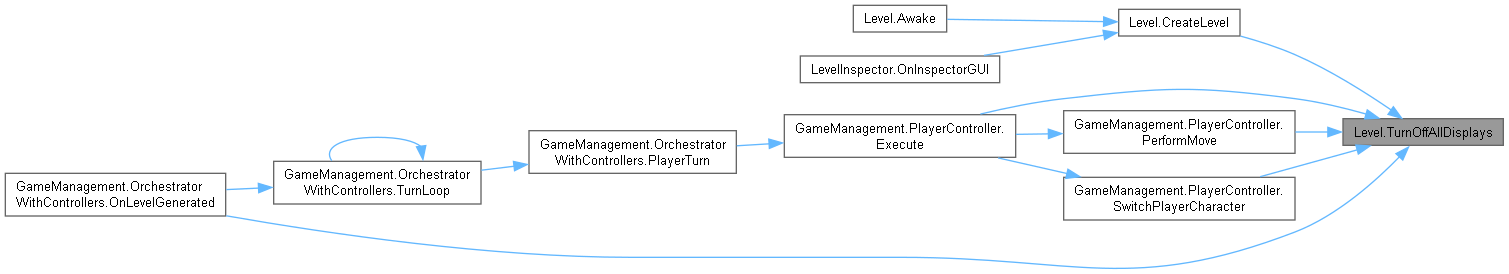 Level.Awake
Level.CreateLevel
LevelInspector.OnInspectorGUI
GameManagement.PlayerController.
Execute
GameManagement.PlayerController.
PerformMove
Level.TurnOffAllDisplays
GameManagement.Orchestrator
WithControllers.PlayerTurn
GameManagement.Orchestrator
WithControllers.TurnLoop
GameManagement.Orchestrator
WithControllers.OnLevelGenerated
GameManagement.PlayerController.
SwitchPlayerCharacter